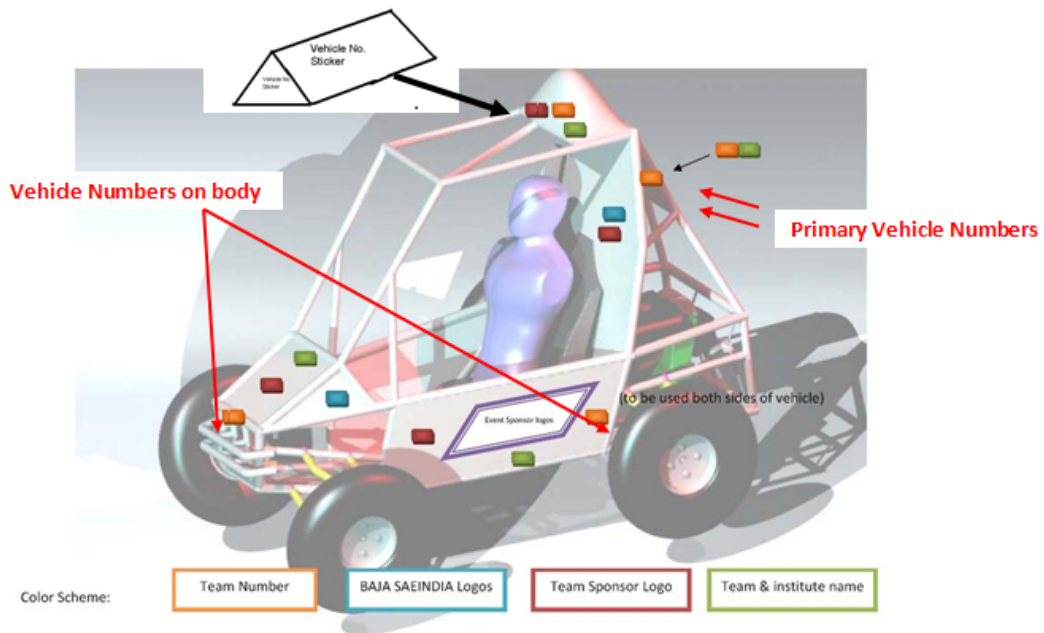 Vehicle No.
Sticker
Vehicle No.
Sticker
Vehicle Numbers on body
Primary Vehicle Numbers
(to be used both sides of vehicle)
Event Sponsor logos
Color Scheme:
Team Number
BAJA SAEINDIA Logos
Team Sponsor Logo
Team & institute name